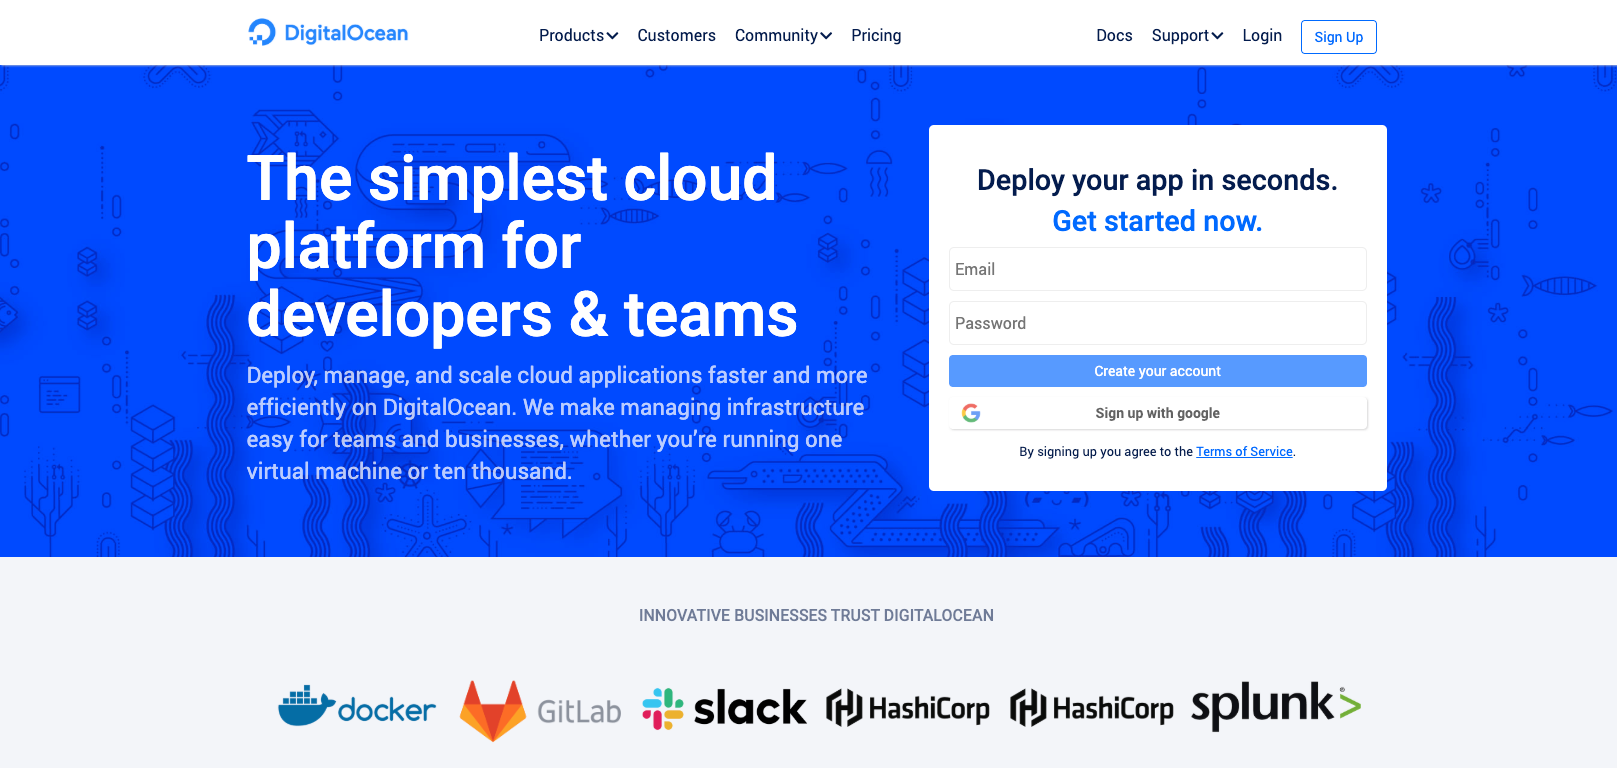 DigitalOcean
Products
Customers
Community
Pricing
Docs
Support
Login
Sign Up
The simplest cloud
platform for
developers & teams
Deploy, manage, and scale cloud applications faster and more
efficiently on DigitalOcean. We make managing infrastructure
easy for teams and businesses, whether you’re running one
virtual machine or ten thousand.
Deploy your app in seconds.
Get started now.
Email
Password
Create your account
Sign up with google
By signing up you agree to the Terms of Service.
INNOVATIVE BUSINESSES TRUST DIGITALOCEAN
docker
GitLab
slack
HashiCorp
HashiCorp
splunk>